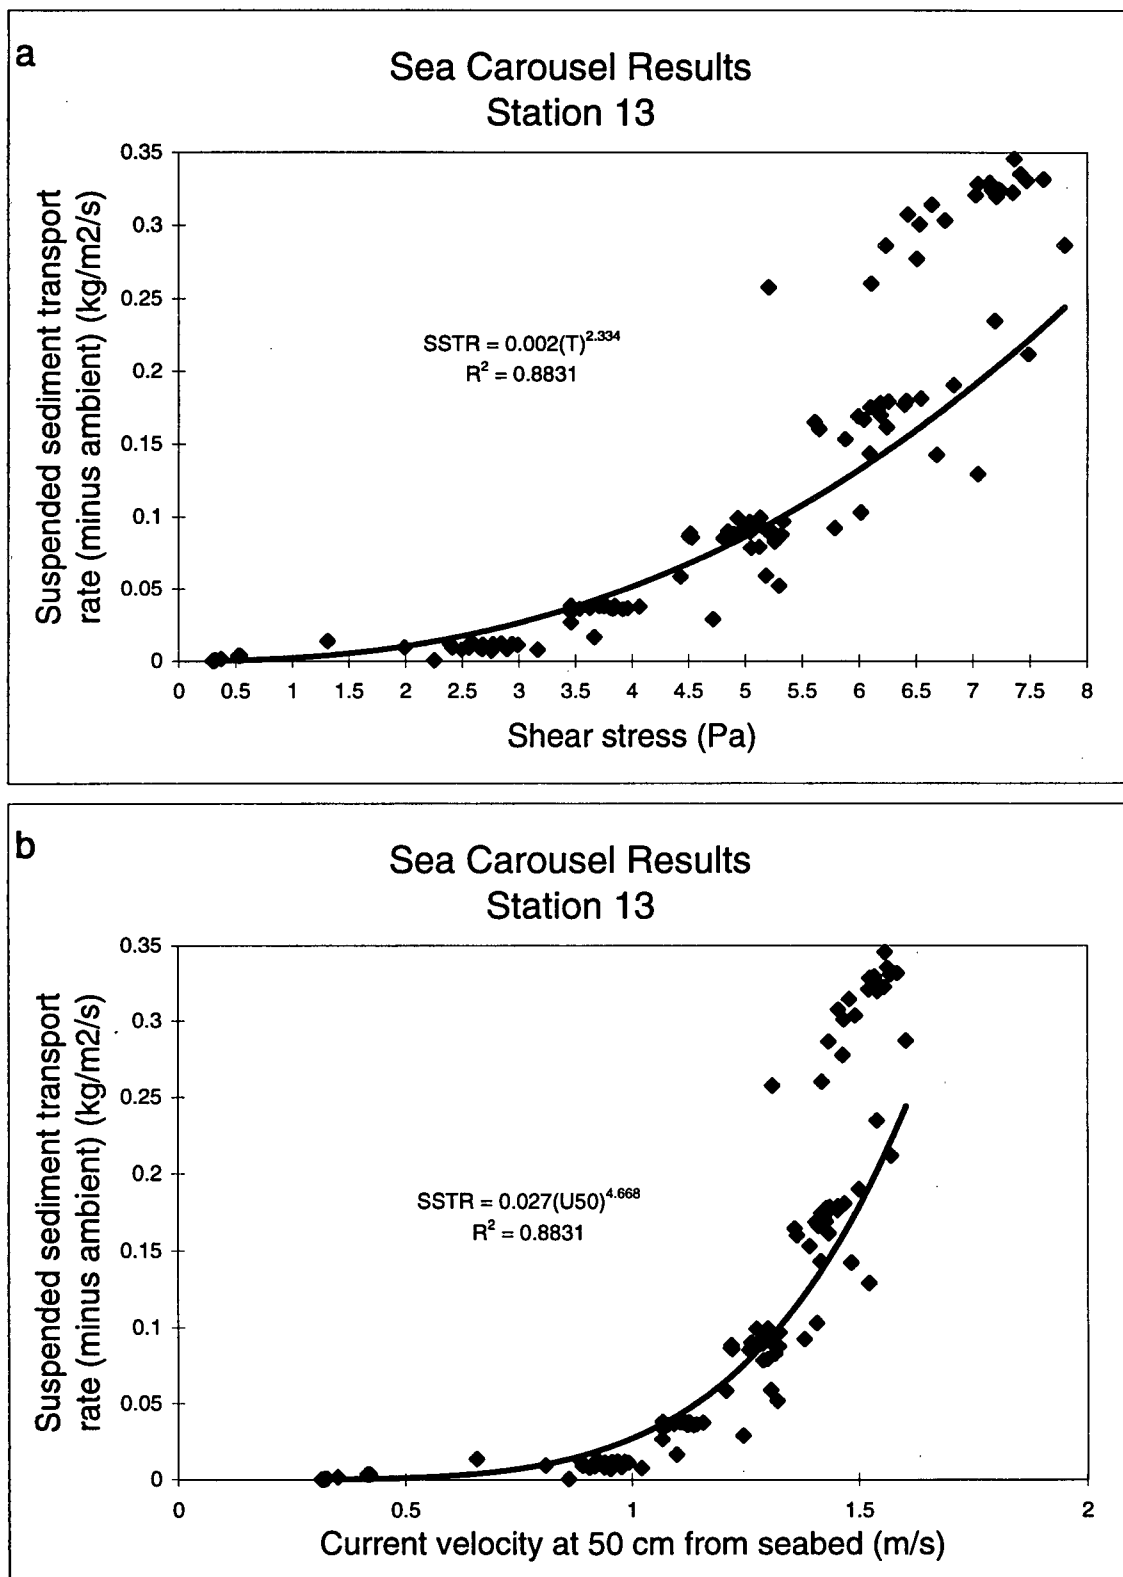 a
Sea Carousel Results
Station 13
Suspended sediment transport
rate (minus ambient) (kg/m2/s)
0.35
0.3
0.25
0.2
0.15
0.1
0.05
0
SSTR = 0.002(T)^2.334
R^2 = 0.8831
0 0.5 1 1.5 2 2.5 3 3.5 4 4.5 5 5.5 6 6.5 7 7.5 8
Shear stress (Pa)
b
Sea Carousel Results
Station 13
Suspended sediment transport
rate (minus ambient) (kg/m2/s)
0.35
0.3
0.25
0.2
0.15
0.1
0.05
0
SSTR = 0.027(U50)^4.668
R^2 = 0.8831
0 0.5 1 1.5 2
Current velocity at 50 cm from seabed (m/s)